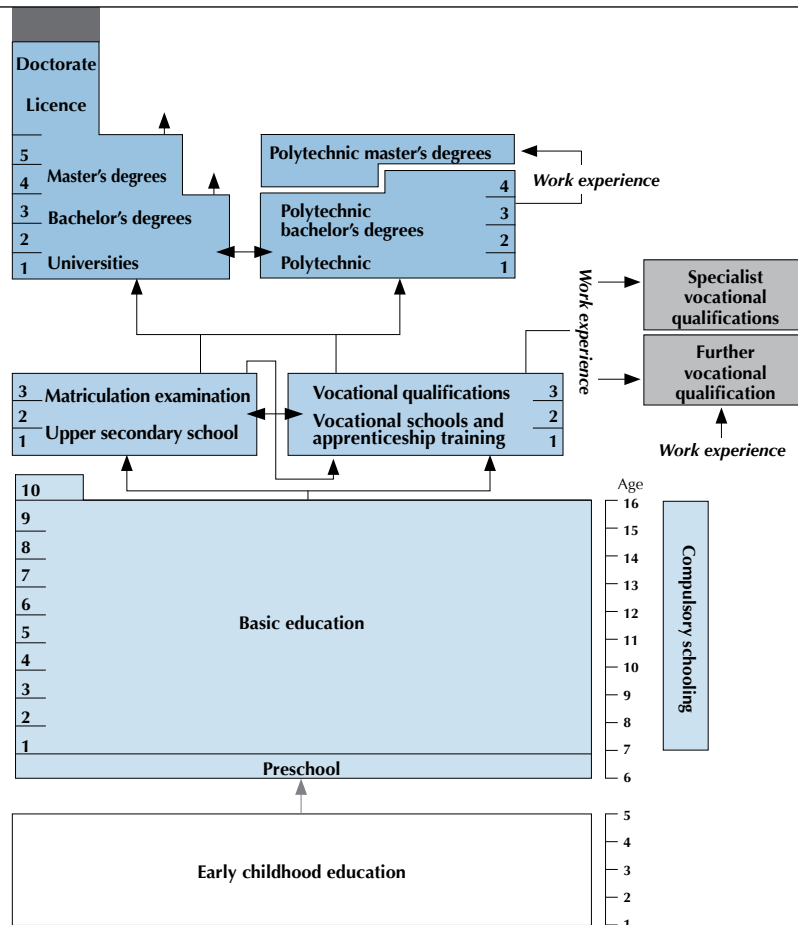 Doctorate
Licence
5
4
Master's degrees
3
Bachelor's degrees
2
1
Universities
Polytechnic master's degrees
Work experience
4
Polytechnic
bachelor's degrees
3
2
Polytechnic
1
Work experience
Specialist
vocational
qualifications
Further
vocational
qualification
Work experience
3
Matriculation examination
2
1
Upper secondary school
Vocational qualifications
3
Vocational schools and
apprenticeship training
2
1
10
9
8
7
6
5
4
3
2
1
Basic education
Preschool
Age
16
15
14
13
12
11
10
9
8
7
6
Compulsory schooling
Early childhood education
5
4
3
2
1